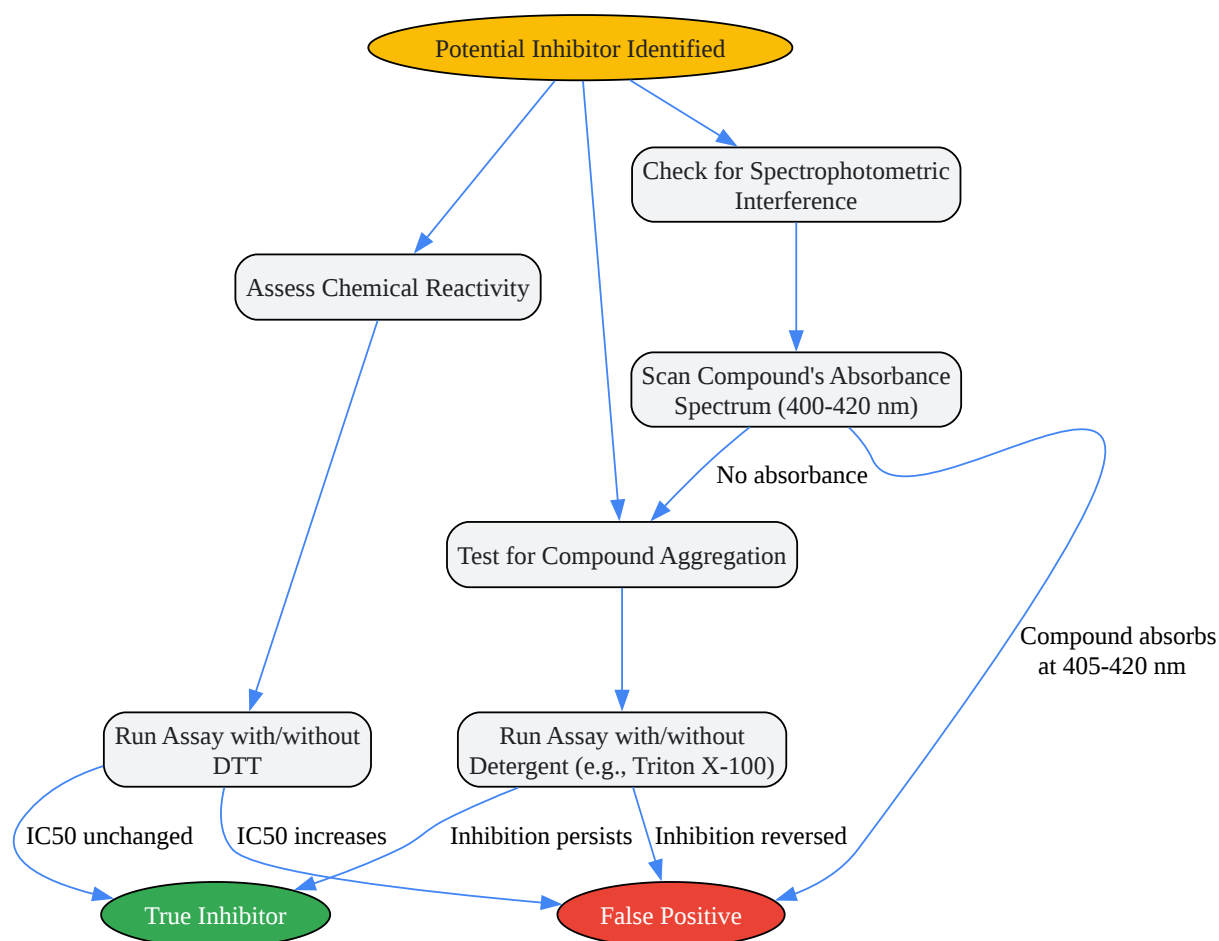 Potential Inhibitor Identified
Check for Spectrophotometric
Interference
Assess Chemical Reactivity
Scan Compound's Absorbance
Spectrum (400-420 nm)
No absorbance
Test for Compound Aggregation
Compound absorbs
at 405-420 nm
Run Assay with/without
DTT
Run Assay with/without
Detergent (e.g., Triton X-100)
IC50 unchanged
IC50 increases
Inhibition persists
Inhibition reversed
True Inhibitor
False Positive